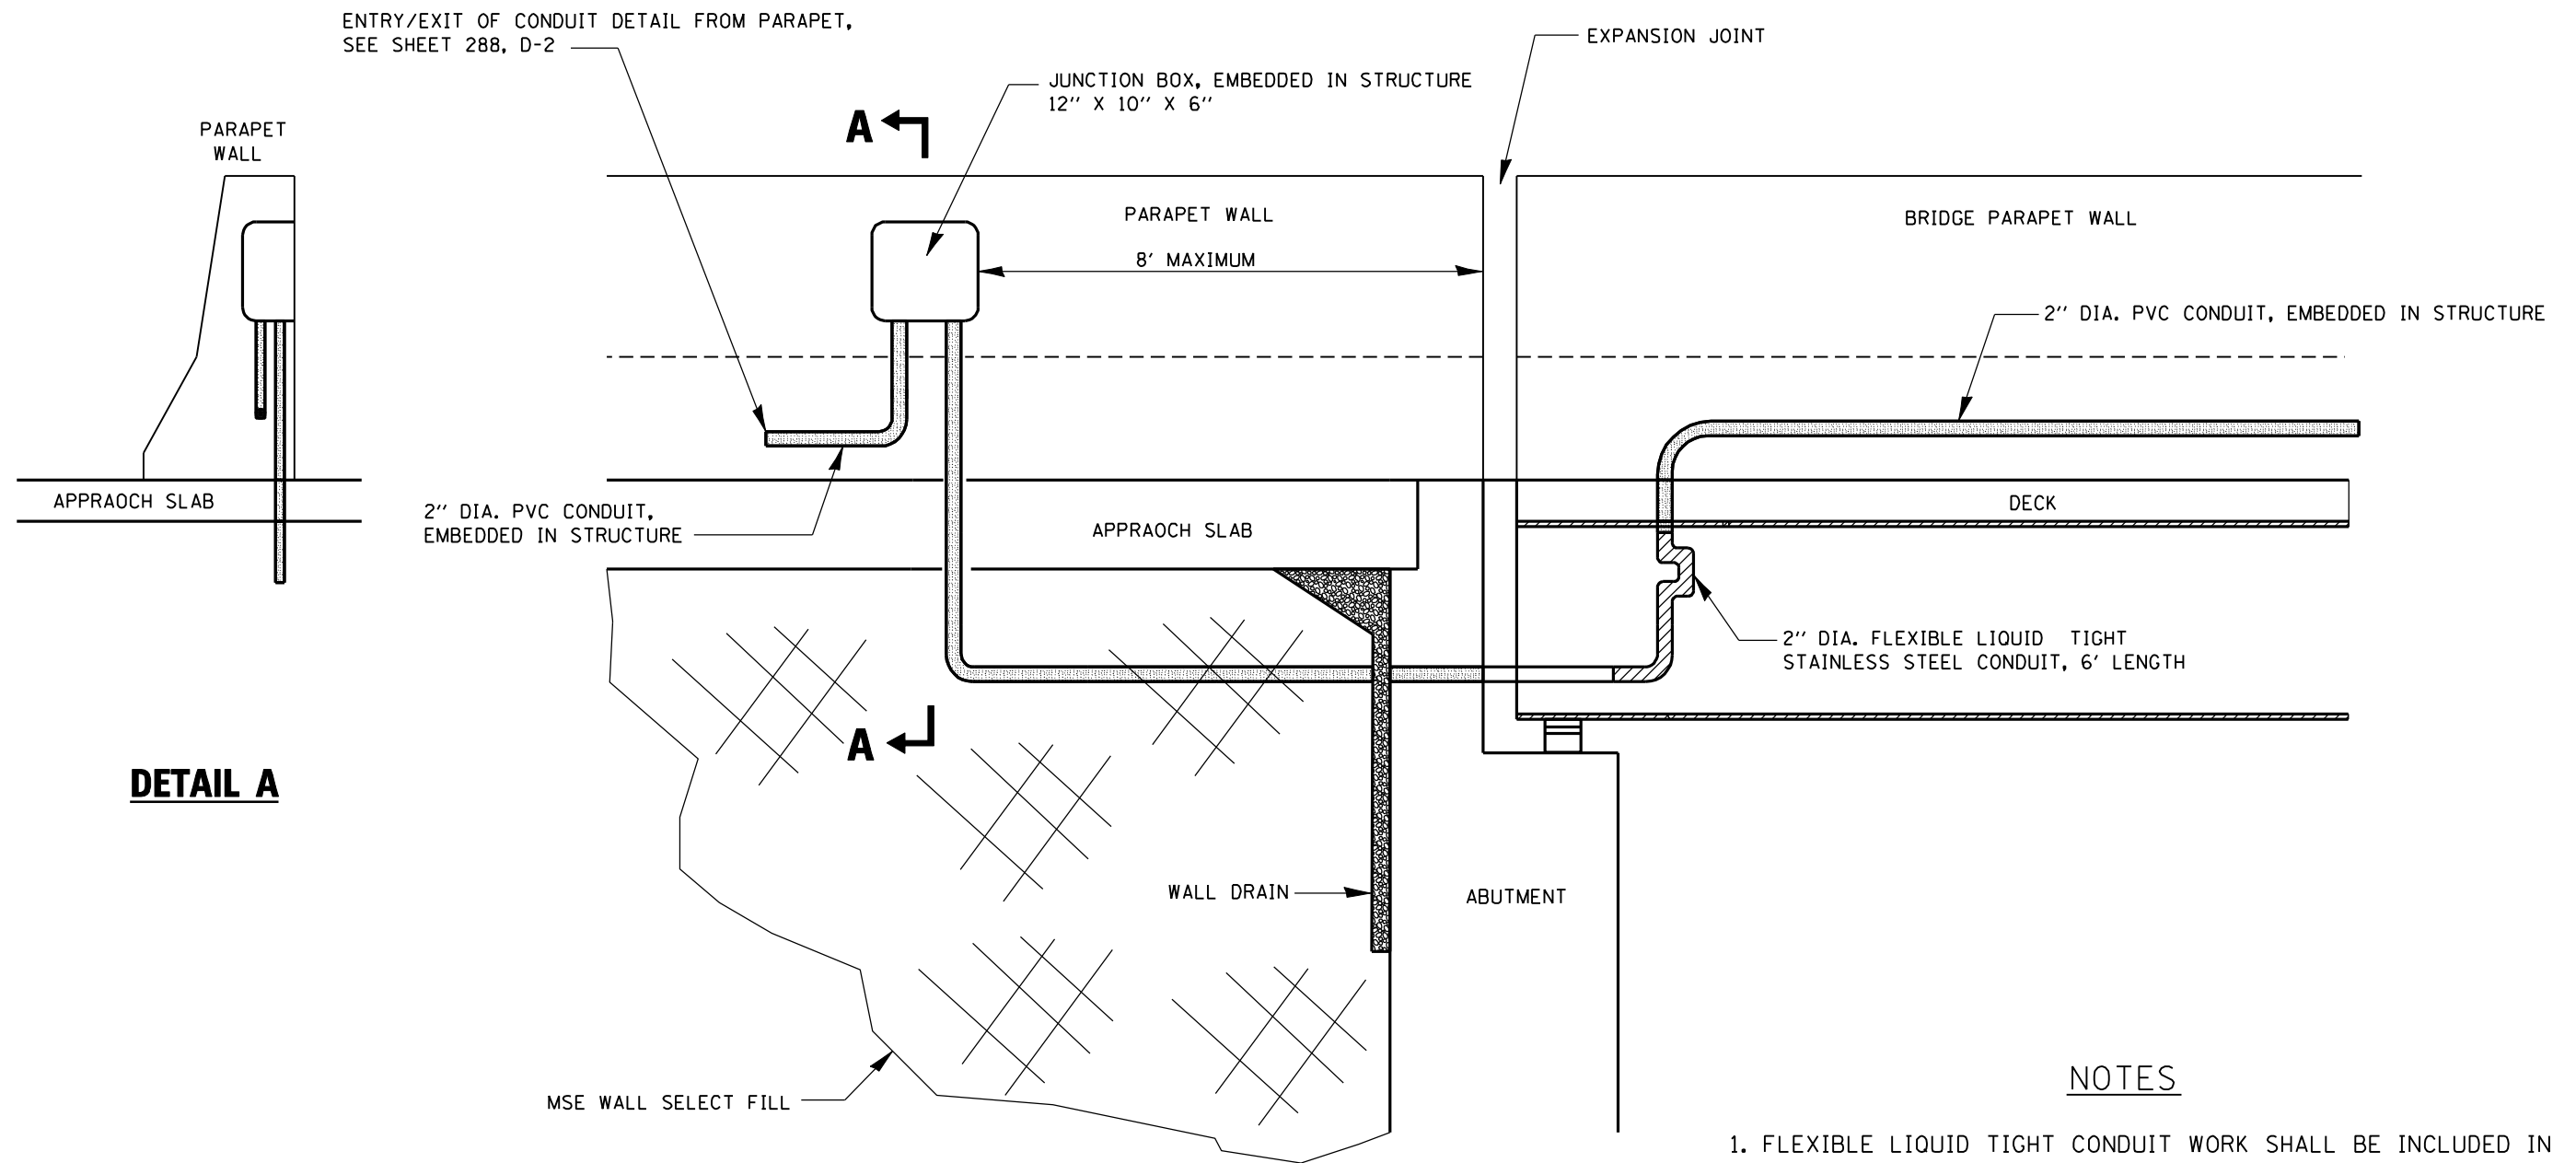 ENTRY/EXIT OF CONDUIT DETAIL FROM PARAPET,
SEE SHEET 288, D-2
EXPANSION JOINT
JUNCTION BOX, EMBEDDED IN STRUCTURE
12" X 10" X 6"
A
PARAPET
WALL
PARAPET WALL
BRIDGE PARAPET WALL
8' MAXIMUM
2" DIA. PVC CONDUIT, EMBEDDED IN STRUCTURE
APPRAOCH SLAB
2" DIA. PVC CONDUIT,
EMBEDDED IN STRUCTURE
APPRAOCH SLAB
DECK
2" DIA. FLEXIBLE LIQUID TIGHT
STAINLESS STEEL CONDUIT, 6' LENGTH
A
DETAIL A
WALL DRAIN
ABUTMENT
MSE WALL SELECT FILL
NOTES
1. FLEXIBLE LIQUID TIGHT CONDUIT WORK SHALL BE INCLUDED IN